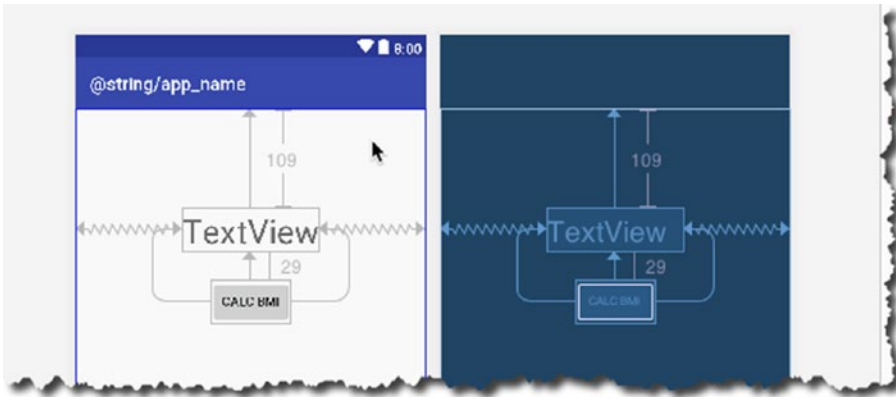 8:00
@string/app_name
109
109
TextView
TextView
29
29
CALC BMI
CALC BMI